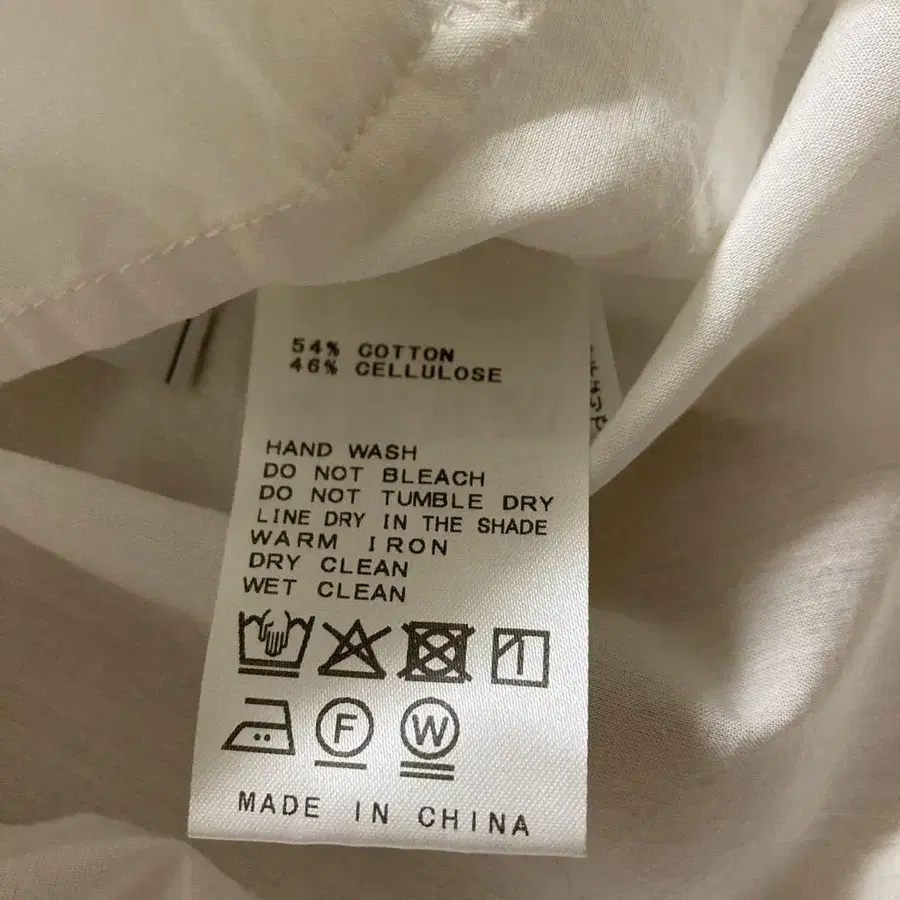 54% COTTON
46% CELLULOSE
HAND WASH
DO NOT BLEACH
DO NOT TUMBLE DRY
LINE DRY IN THE SHADE
WARM IRON
DRY CLEAN
WET CLEAN
F
W
MADE IN CHINA